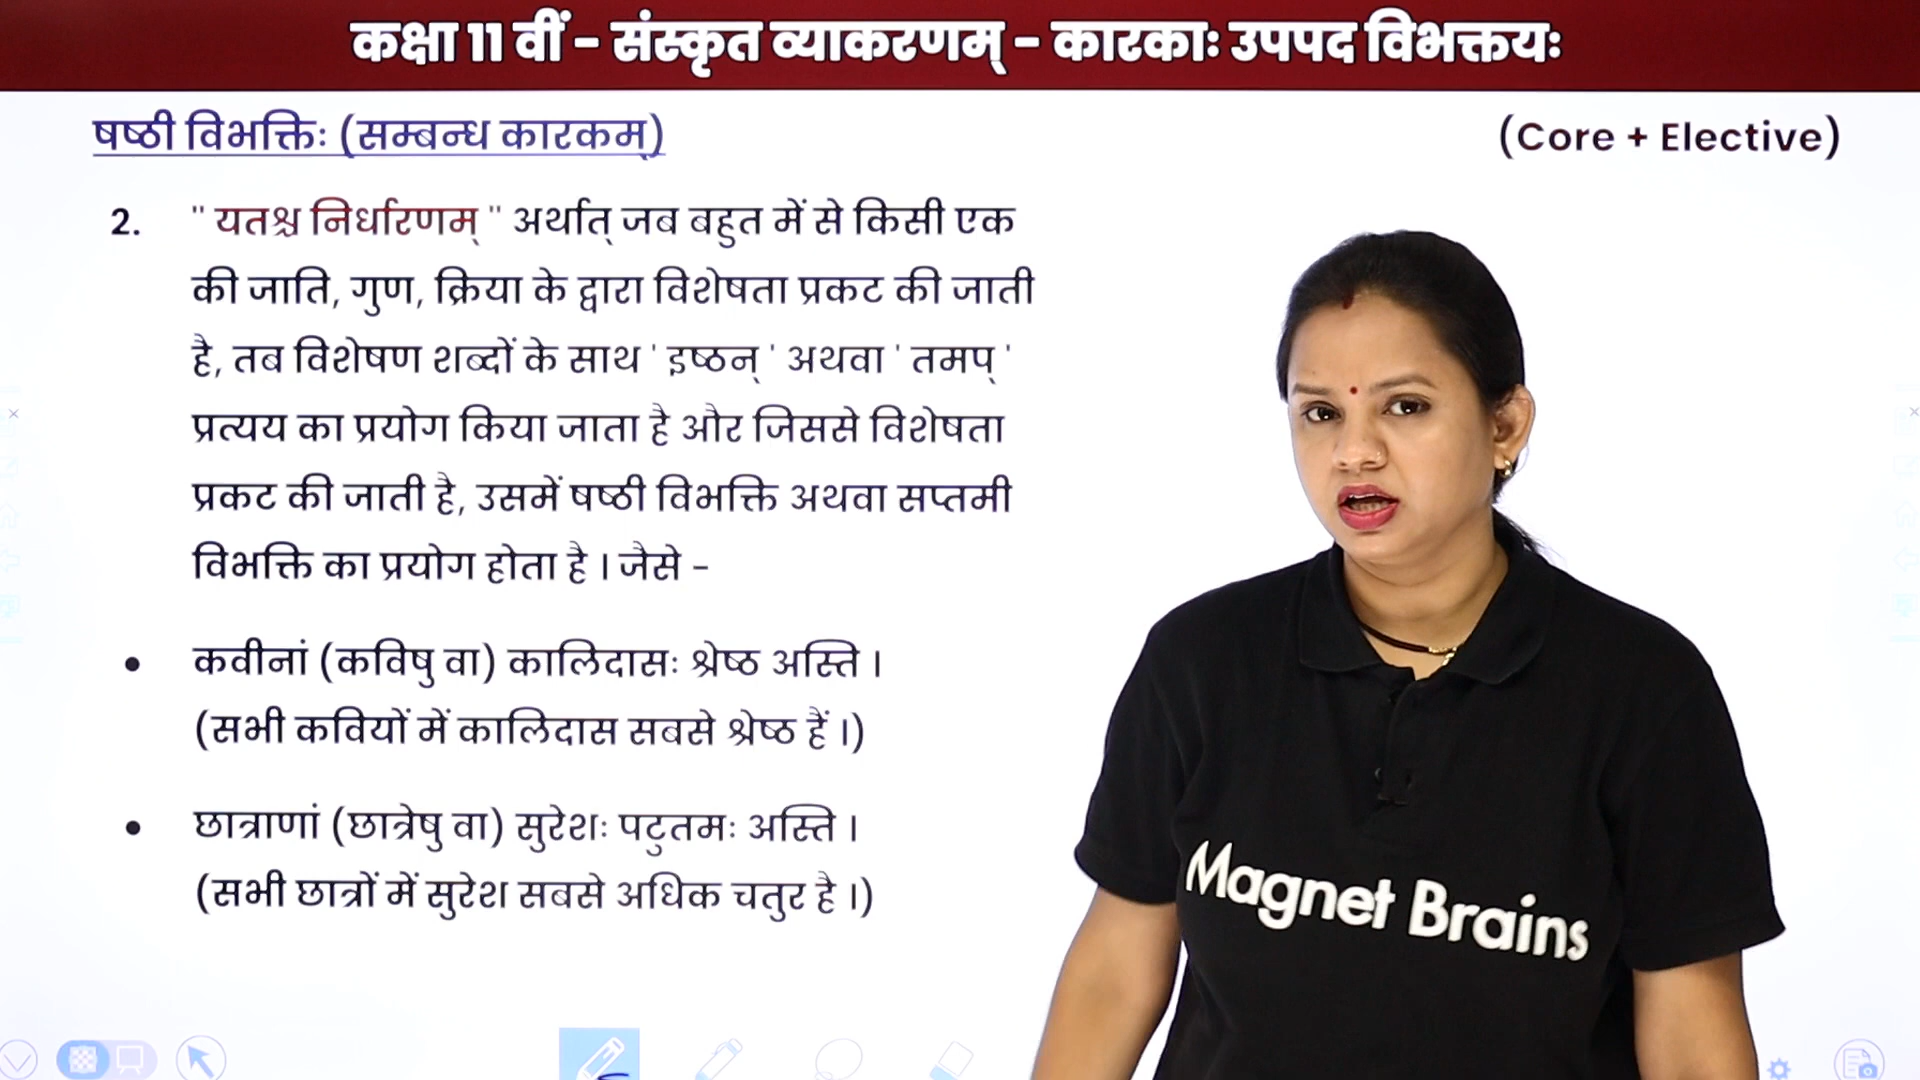 कक्षा 11 वीं - संस्कृत व्याकरणम् - कारकाः उपपद विभक्तयः
षष्ठी विभक्तिः (सम्बन्ध कारकम्)
(Core + Elective)
2. " यतश्च निर्धारणम् " अर्थात् जब बहुत में से किसी एक
की जाति, गुण, क्रिया के द्वारा विशेषता प्रकट की जाती
है, तब विशेषण शब्दों के साथ ' इष्ठन् ' अथवा ' तमप् '
प्रत्यय का प्रयोग किया जाता है और जिससे विशेषता
प्रकट की जाती है, उसमें षष्ठी विभक्ति अथवा सप्तमी
विभक्ति का प्रयोग होता है । जैसे -
• कवीनां (कविषु वा) कालिदासः श्रेष्ठ अस्ति ।
(सभी कवियों में कालिदास सबसे श्रेष्ठ हैं ।)
• छात्राणां (छात्रेषु वा) सुरेशः पटुतमः अस्ति ।
(सभी छात्रों में सुरेश सबसे अधिक चतुर है ।)
Magnet Brains